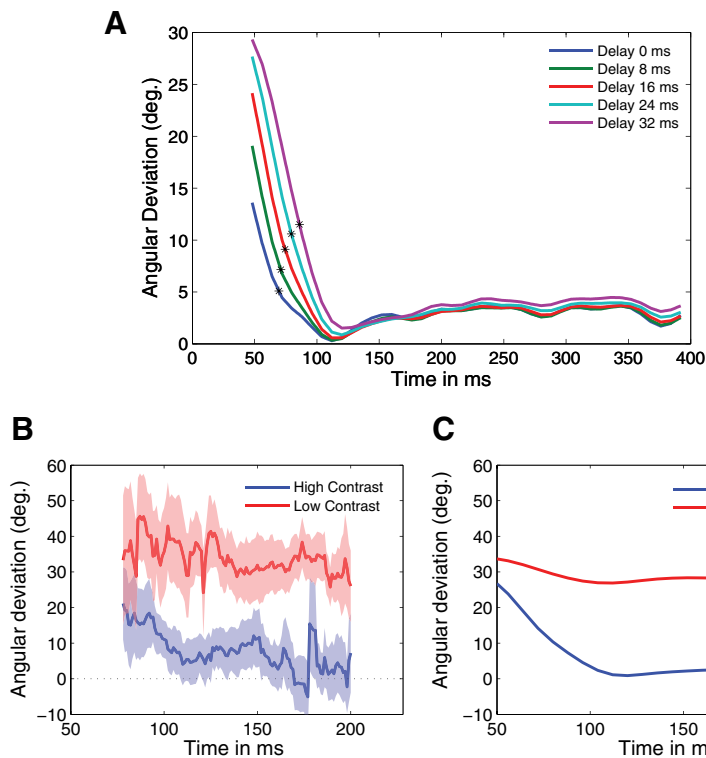 A
30
25
20
15
10
5
0
Angular Deviation (deg.)
Delay 0 ms
Delay 8 ms
Delay 16 ms
Delay 24 ms
Delay 32 ms
0 50 100 150 200 250 300 350 400
Time in ms
B
60
50
40
30
20
10
0
−10
Angular deviation (deg.)
High Contrast
Low Contrast
50 100 150 200
Time in ms
C
60
50
40
30
20
10
0
−10
Angular deviation (deg.)
50 100 150
Time in m